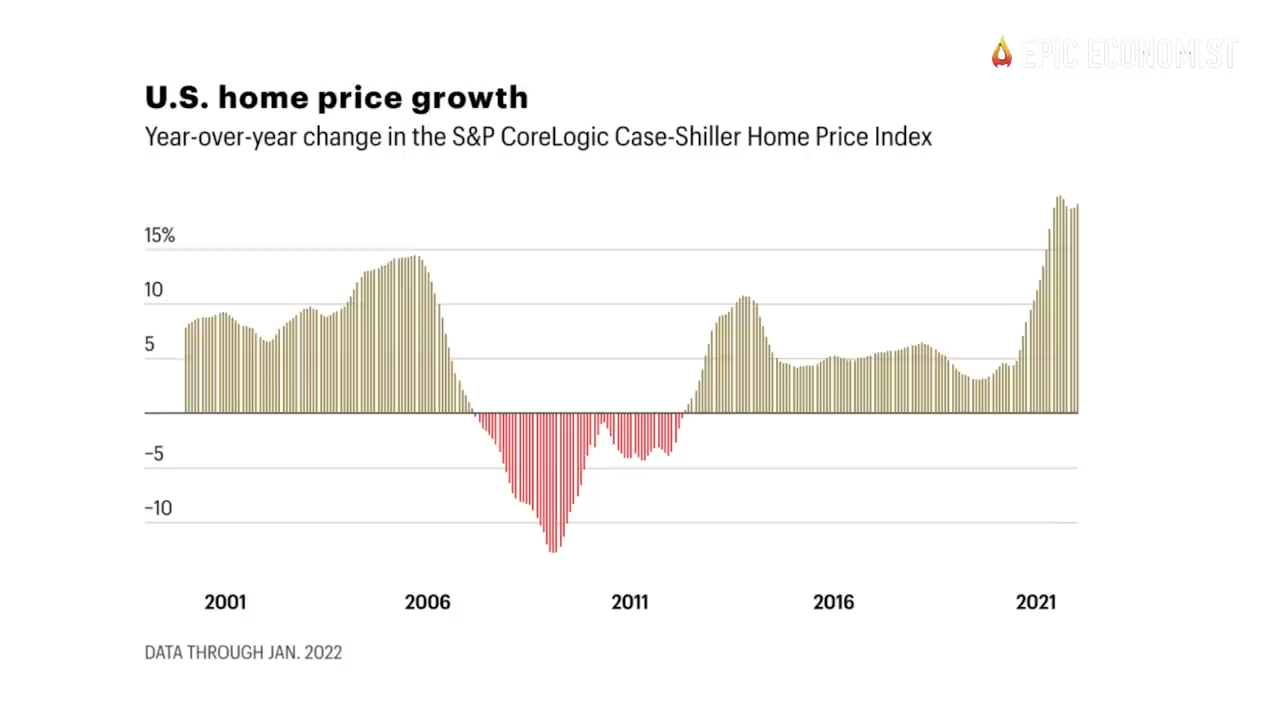 EPIC ECONOMIST
U.S. home price growth
Year-over-year change in the S&P CoreLogic Case-Shiller Home Price Index
15%
10
5
–5
–10
2001 2006 2011 2016 2021
DATA THROUGH JAN. 2022